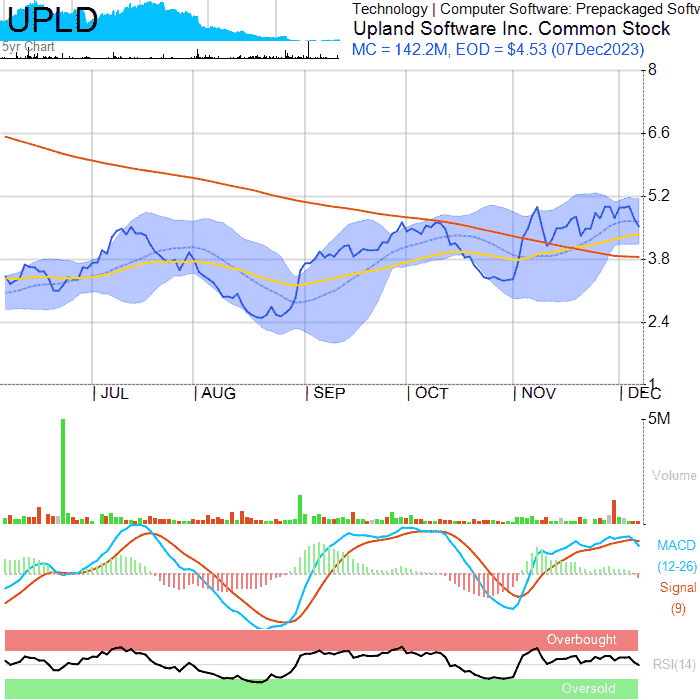 UPLD
5yr Chart
Technology | Computer Software: Prepackaged Softw
Upland Software Inc. Common Stock
MC = 142.2M, EOD = $4.53 (07Dec2023)
8
6.6
5.2
3.8
2.4
1
JUL AUG SEP OCT NOV DEC
5M
Volume
MACD
(12-26)
Signal
(9)
Overbought
RSI(14)
Oversold